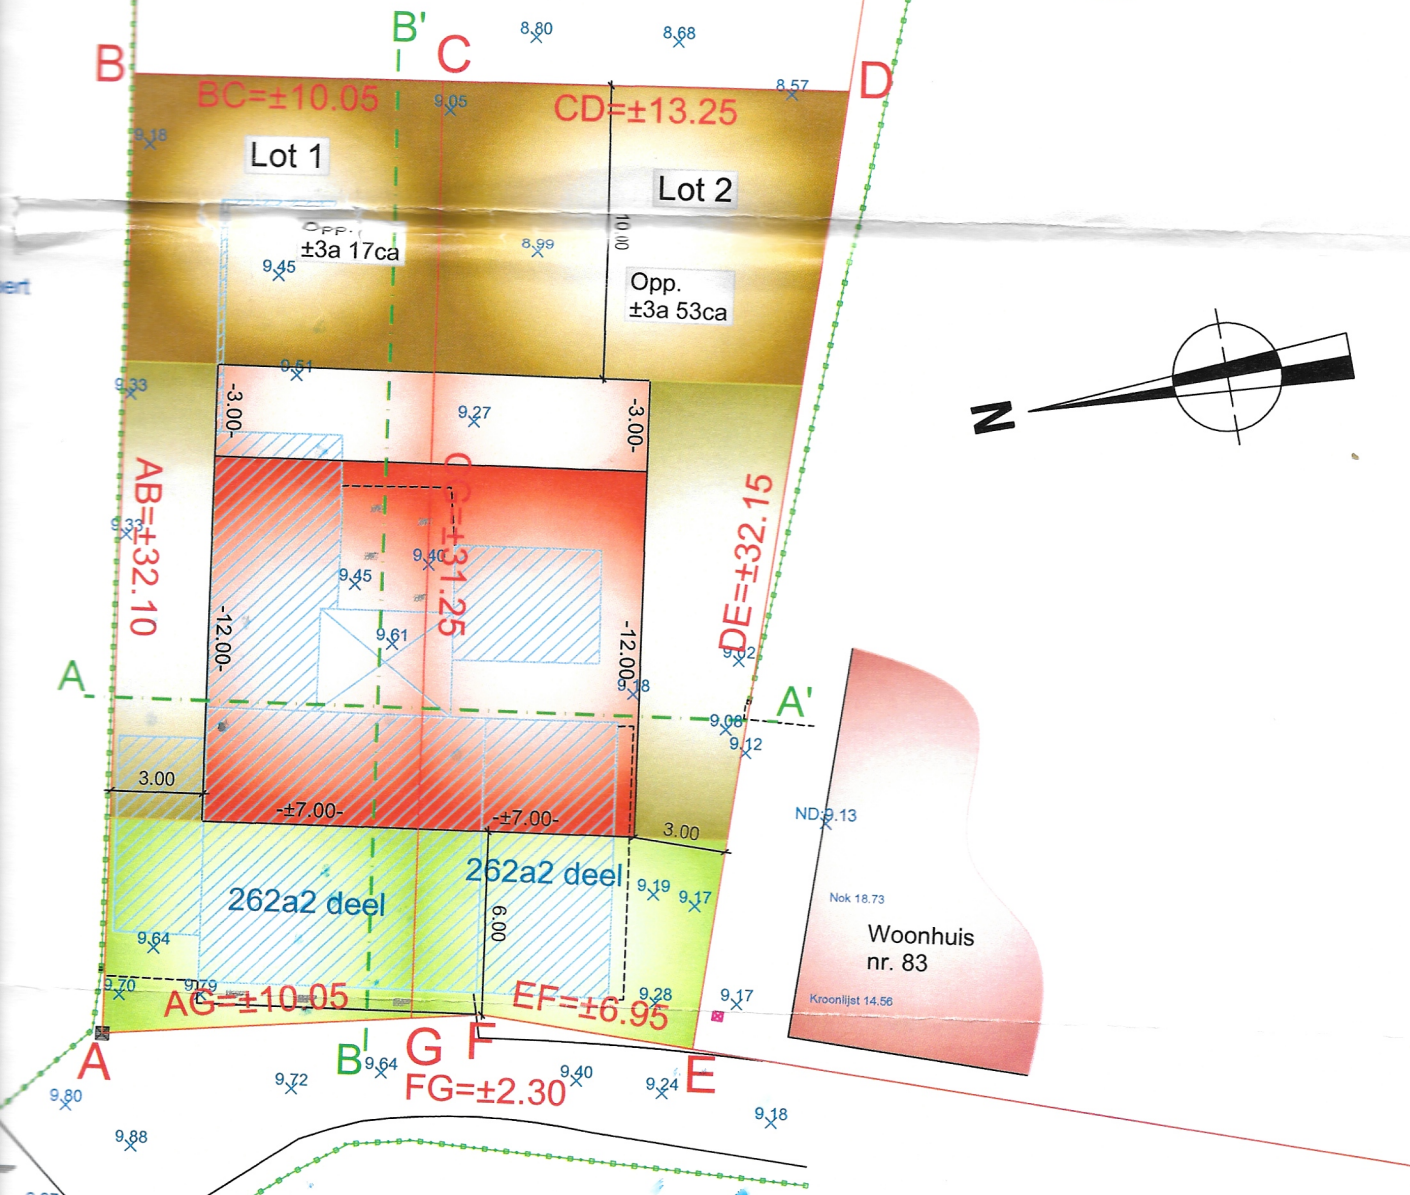 B'
8.80
8.68
B
C
D
8.57
BC=±10.05
9.05
CD=±13.25
9.18
Lot 1
Lot 2
10.00
Opp.
±3a 17ca
8.99
9.45
Opp.
±3a 53ca
9.51
9.33
-3.00-
9.27
-3.00-
N
AB=±32.10
CG=±31.25
DE=±32.15
9.33
9.40
9.45
-12.00-
9.61
-12.00-
9.02
9.18
A
A'
9.08
9.12
3.00
-±7.00-
-±7.00-
3.00
ND:9.13
262a2 deel
262a2 deel
9.19
9.17
Nok 18.73
6.00
Woonhuis
nr. 83
9.64
9.70
9.79
AG=±10.05
EF=±6.95
9.28
9.17
Kroonlijst 14.56
A
B
G
F
E
9.64
9.72
FG=±2.30
9.40
9.24
9.80
9.18
9.88